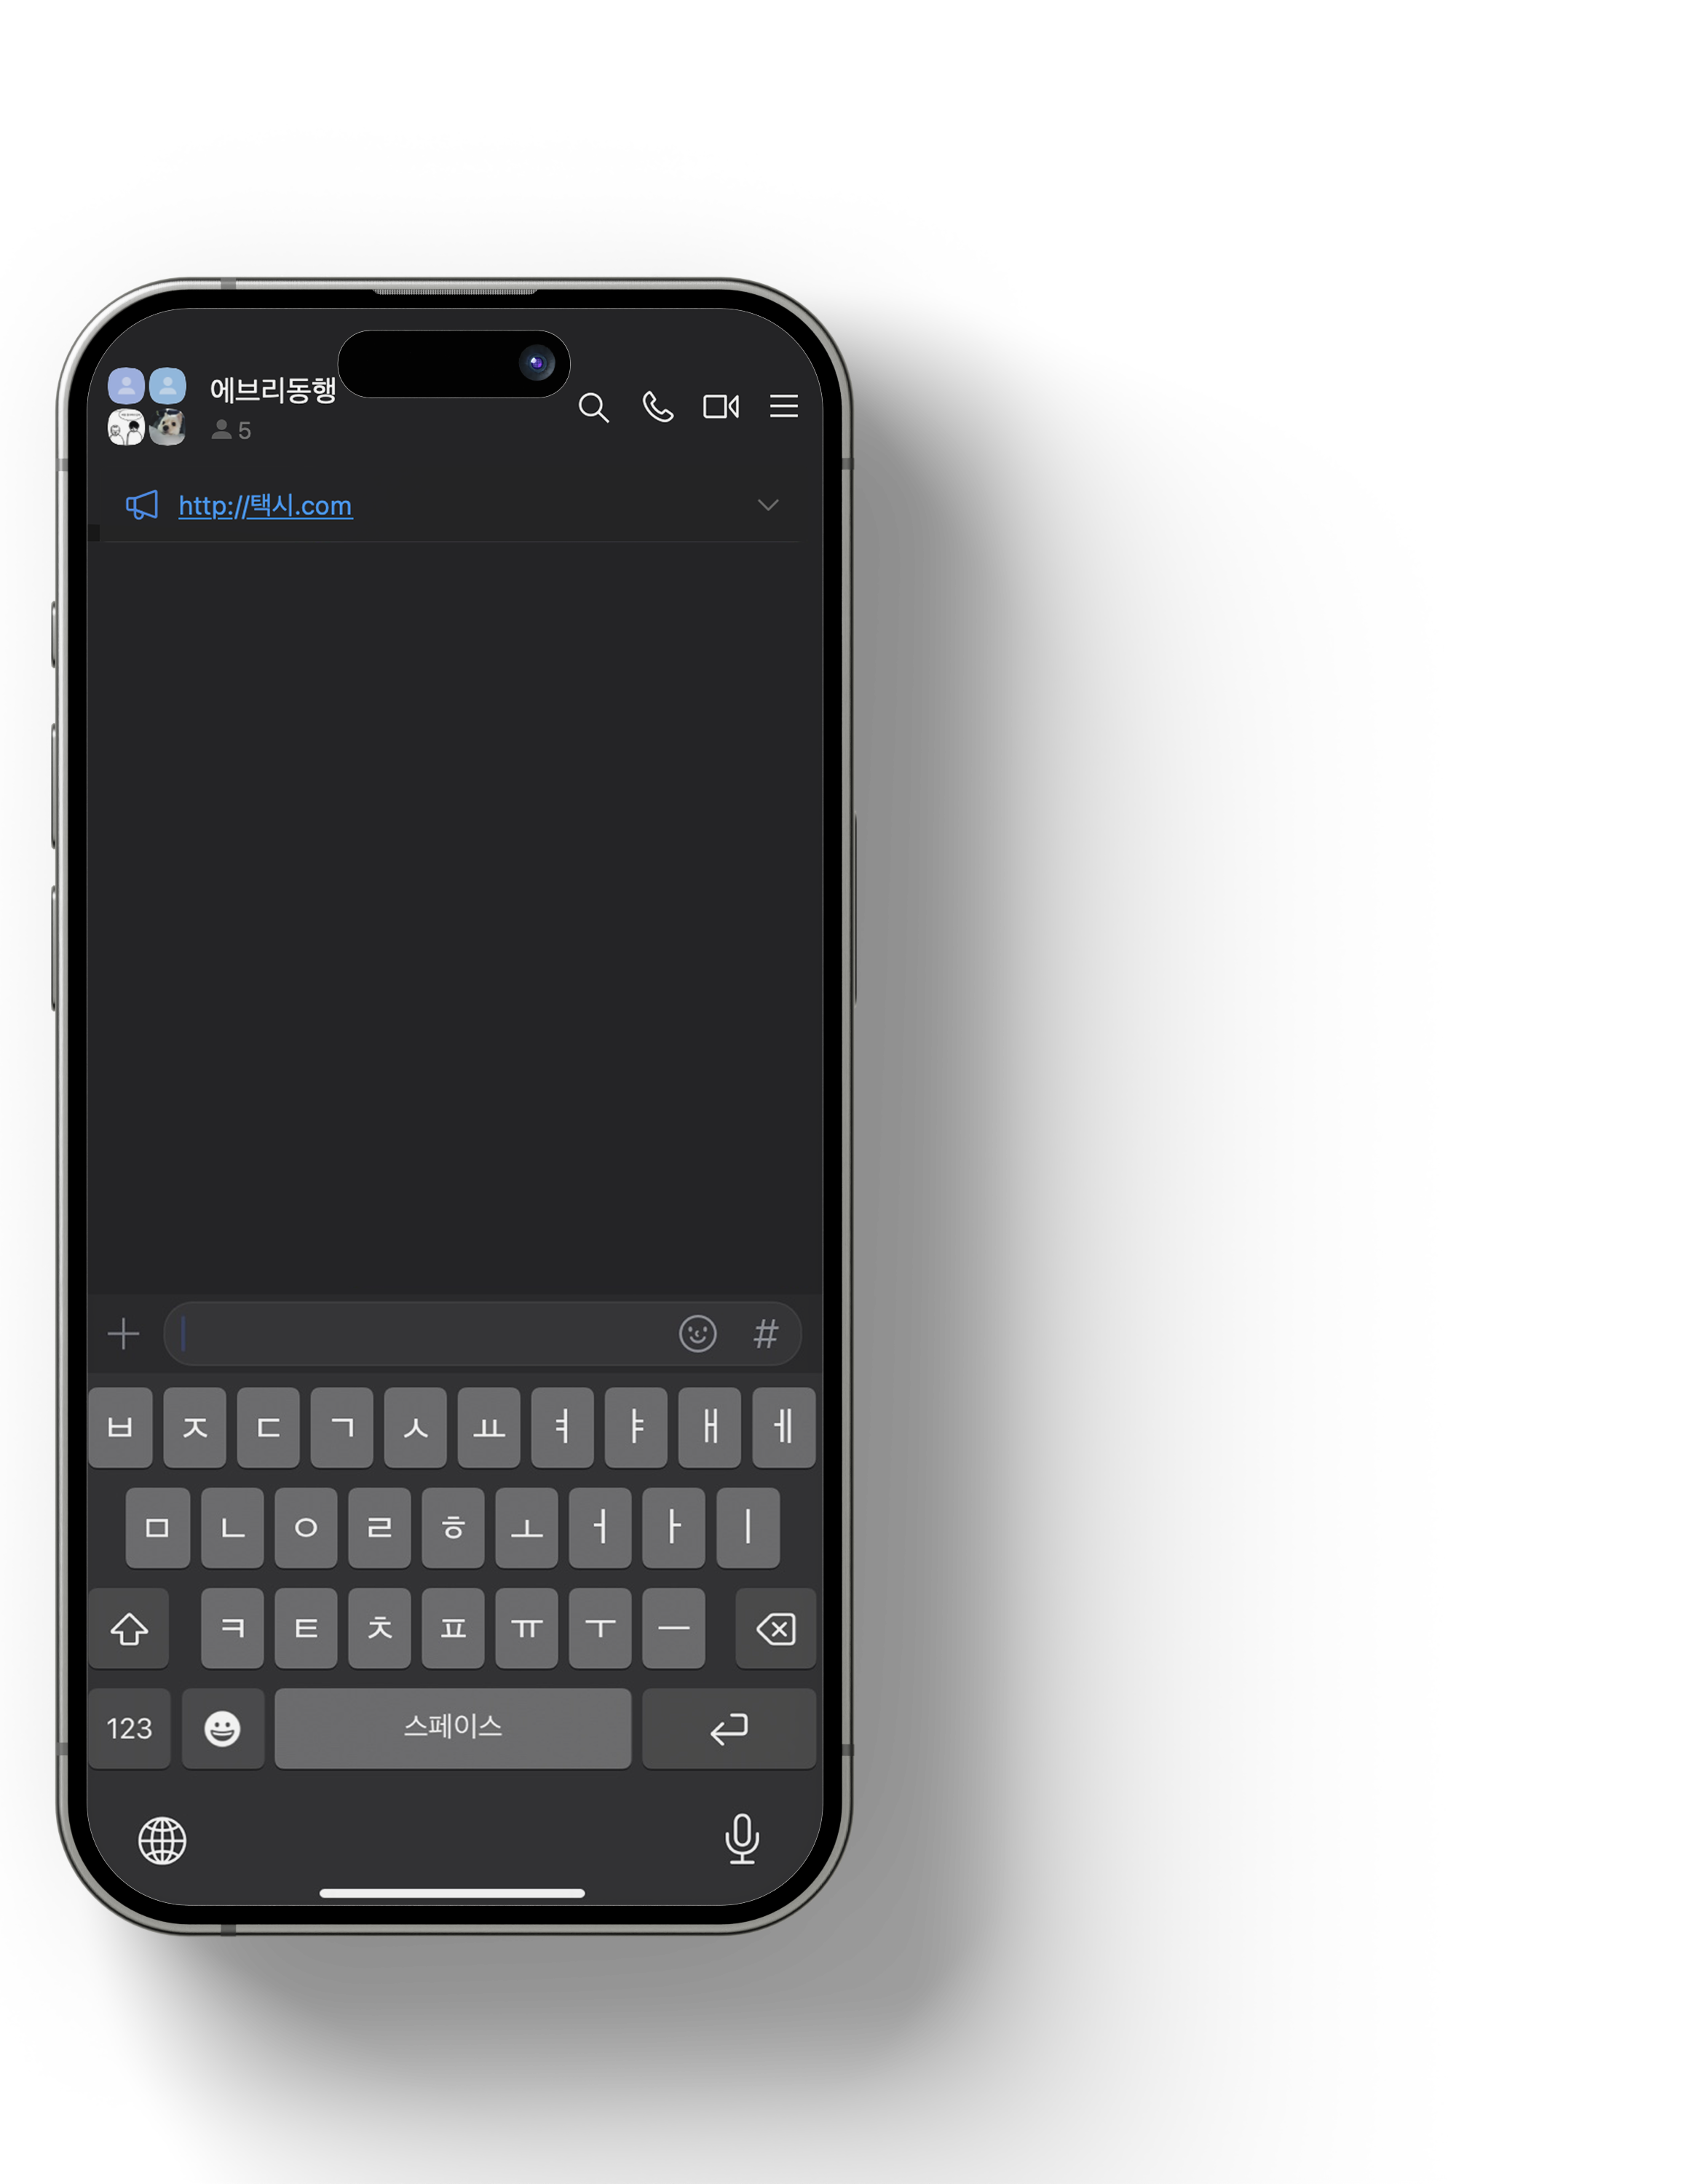 에브리동행
5
http://택시.com
#
ㅂ ㅈ ㄷ ㄱ ㅅ ㅛ ㅕ ㅑ ㅐ ㅔ
ㅁ ㄴ ㅇ ㄹ ㅎ ㅗ ㅓ ㅏ ㅣ
ㅋ ㅌ ㅊ ㅍ ㅠ ㅜ ㅡ
123 스페이스